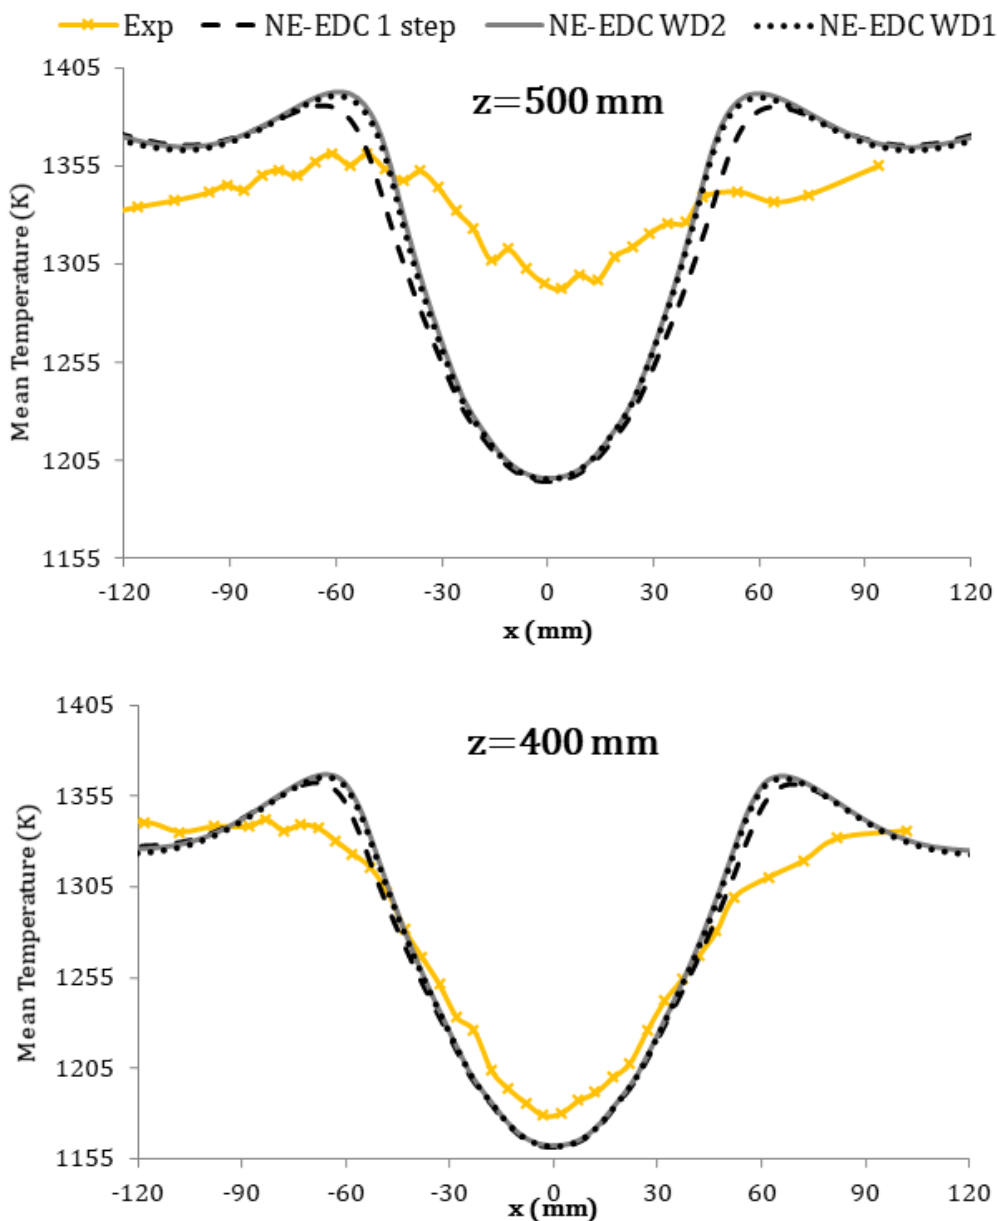 Exp NE-EDC 1 step NE-EDC WD2 NE-EDC WD1
z=500 mm
Mean Temperature (K)
1405
1355
1305
1255
1205
1155
-120 -90 -60 -30 0 30 60 90 120
x (mm)
z=400 mm
Mean Temperature (K)
1405
1355
1305
1255
1205
1155
-120 -90 -60 -30 0 30 60 90 120
x (mm)